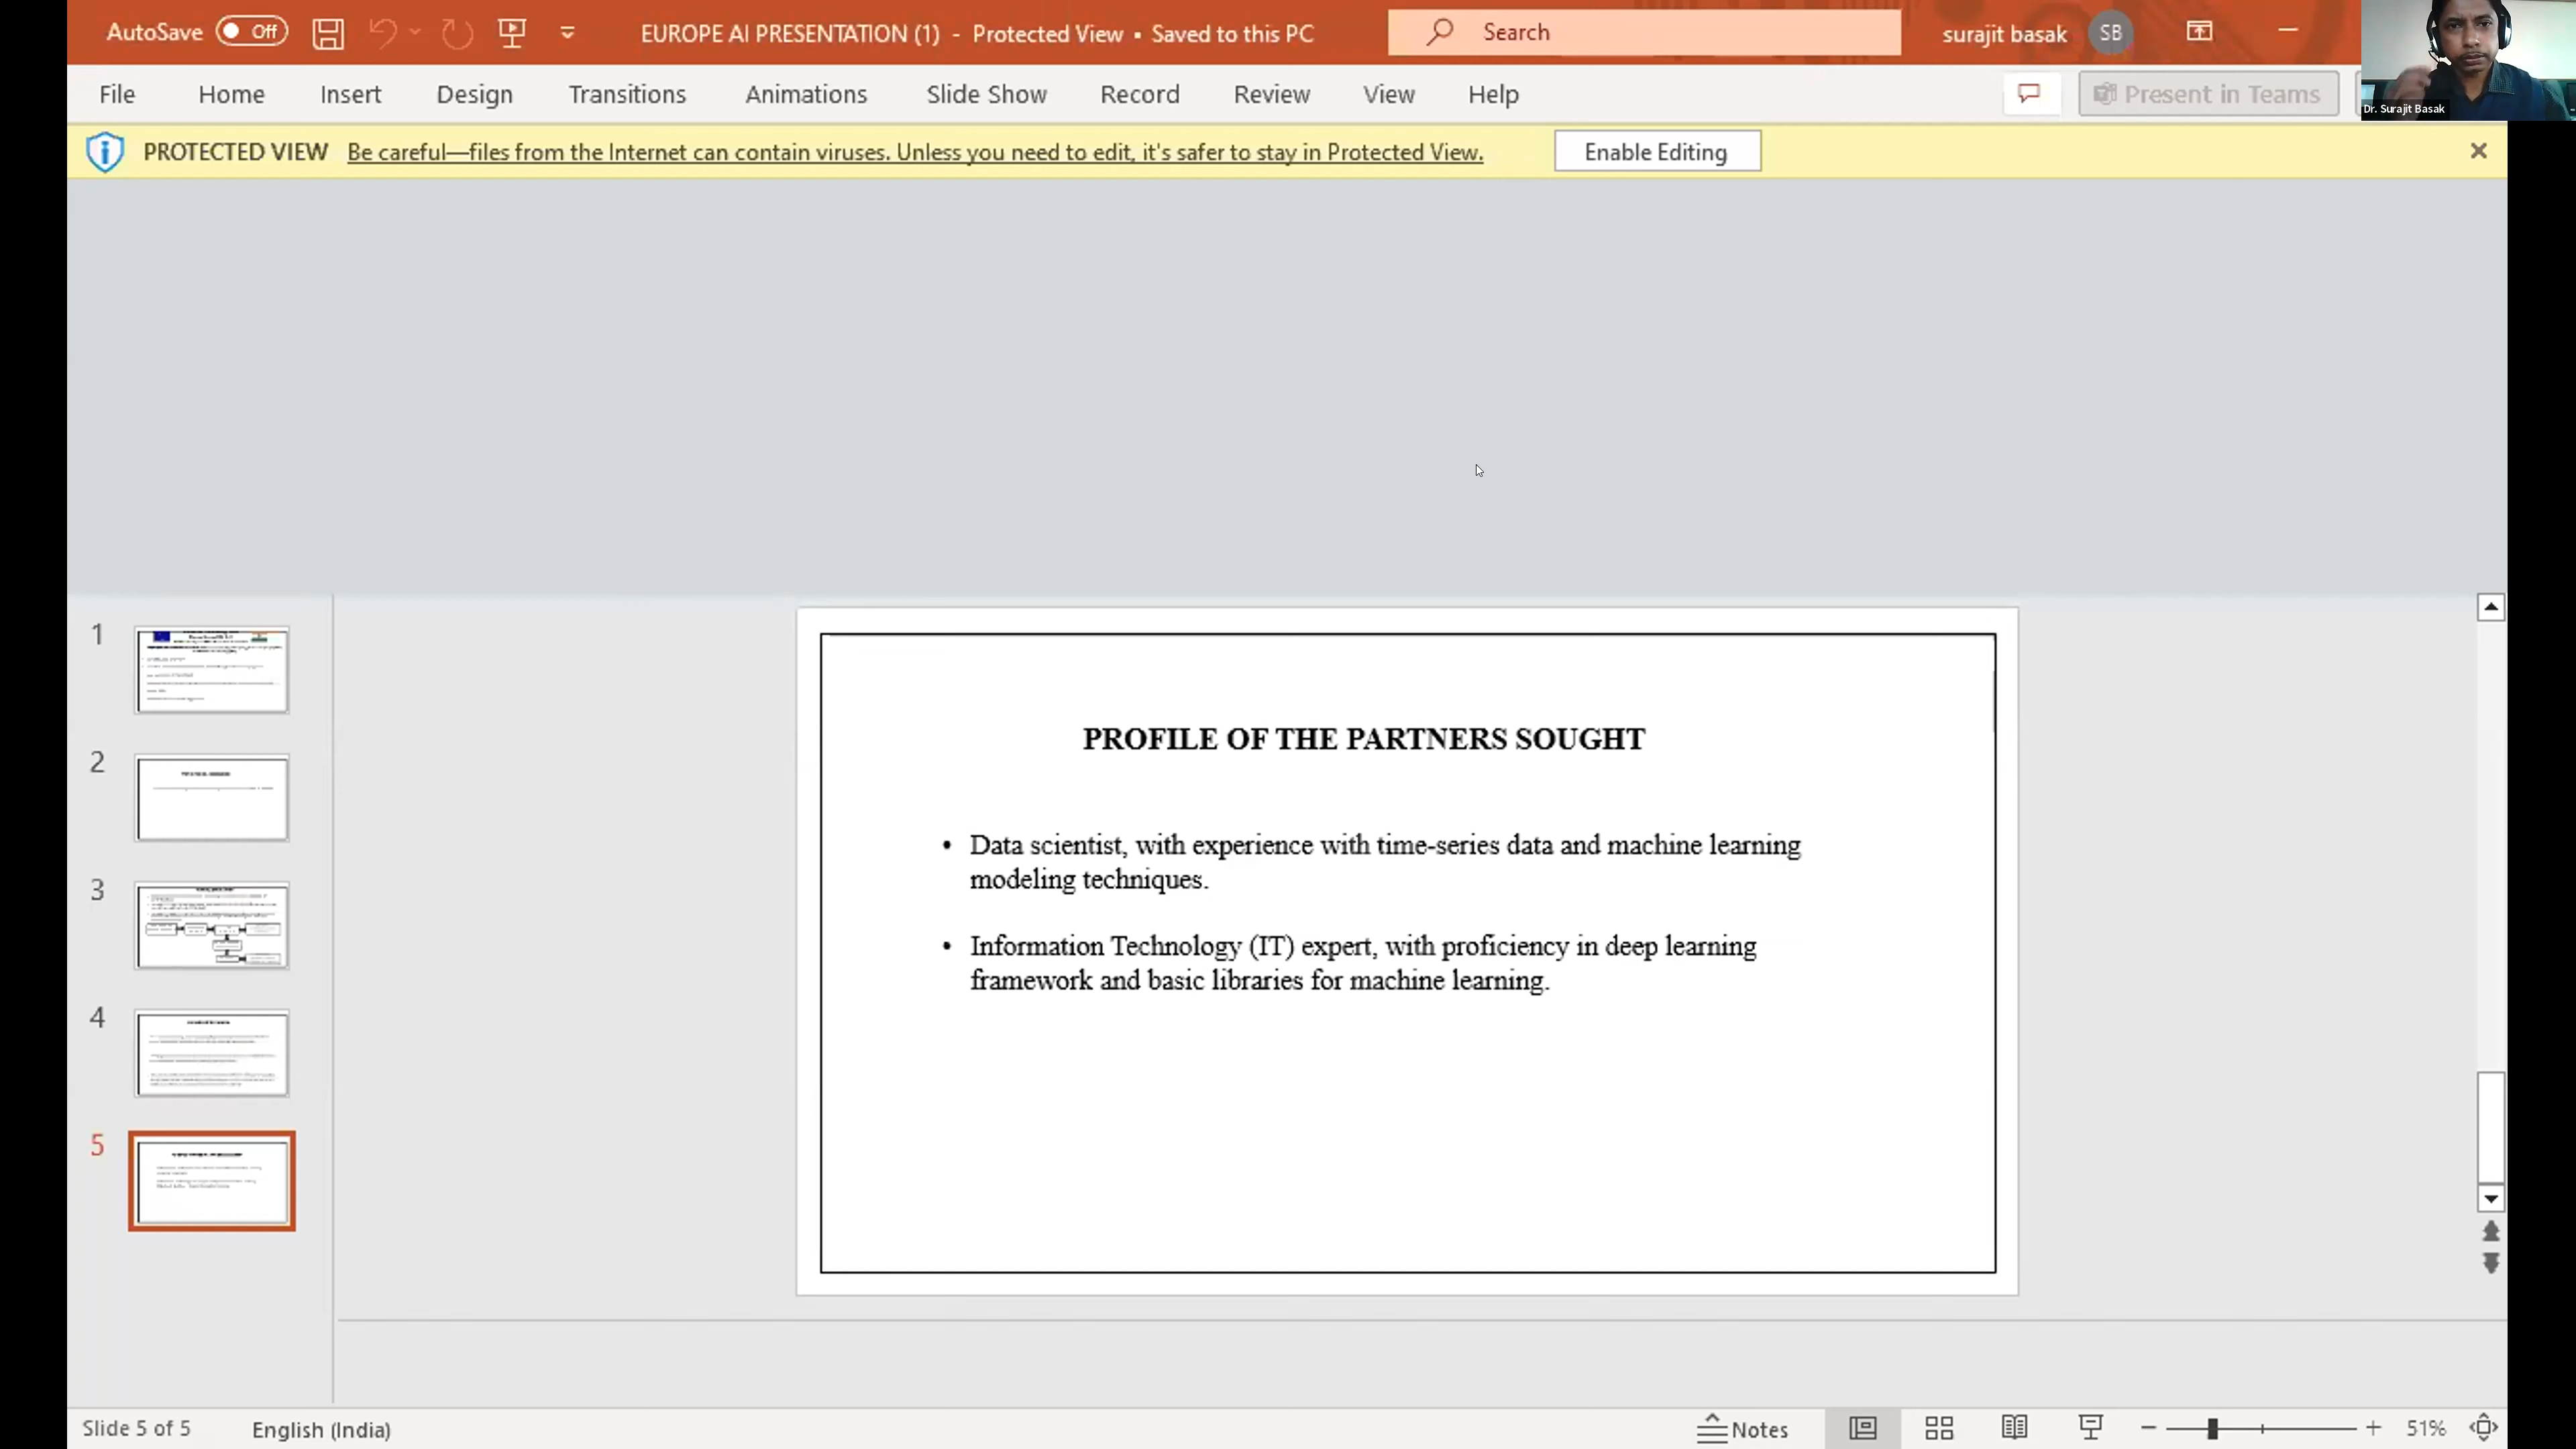 AutoSave Off EUROPE AI PRESENTATION (1) - Protected View • Saved to this PC Search surajit basak SB
File Home Insert Design Transitions Animations Slide Show Record Review View Help Present in Teams
Dr. Surajit Basak
PROTECTED VIEW Be careful—files from the Internet can contain viruses. Unless you need to edit, it's safer to stay in Protected View. Enable Editing
1
2
3
4
5
PROFILE OF THE PARTNERS SOUGHT
• Data scientist, with experience with time-series data and machine learning
modeling techniques.
• Information Technology (IT) expert, with proficiency in deep learning
framework and basic libraries for machine learning.
Slide 5 of 5 English (India) Notes 51%